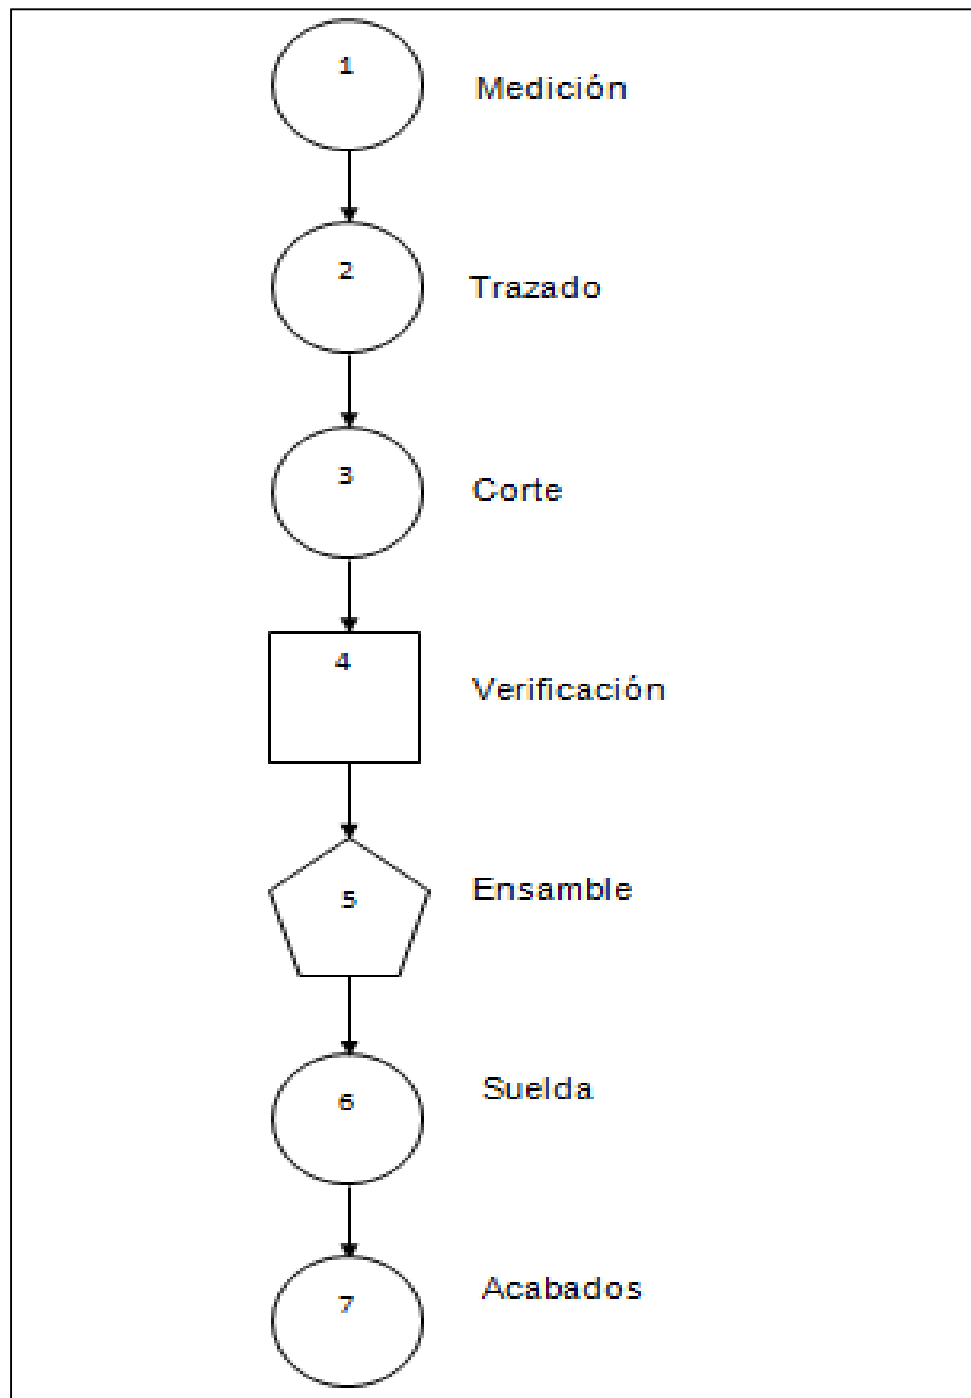 1 Medición
2 Trazado
3 Corte
4 Verificación
5 Ensamble
6 Suelda
7 Acabados